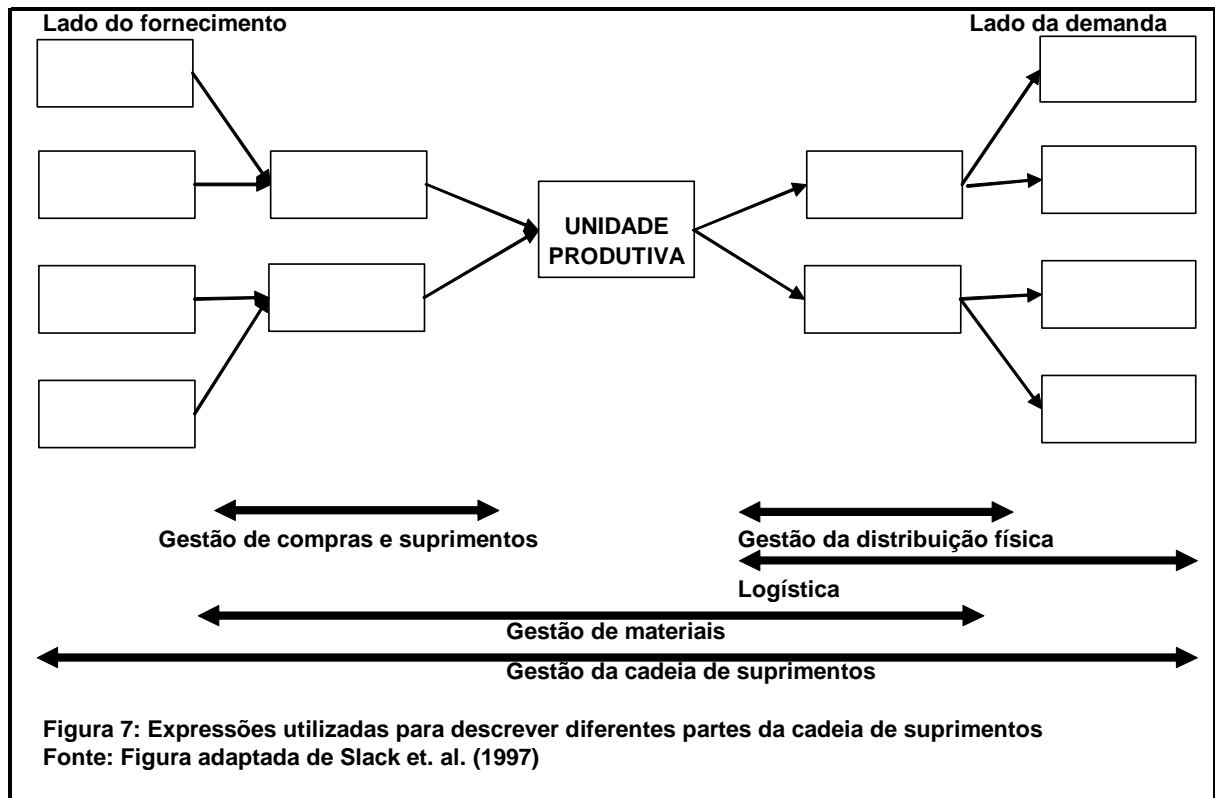 Lado do fornecimento
Lado da demanda
UNIDADE
PRODUTIVA
Gestão de compras e suprimentos
Gestão da distribuição física
Logística
Gestão de materiais
Gestão da cadeia de suprimentos
Figura 7: Expressões utilizadas para descrever diferentes partes da cadeia de suprimentos
Fonte: Figura adaptada de Slack et. al. (1997)